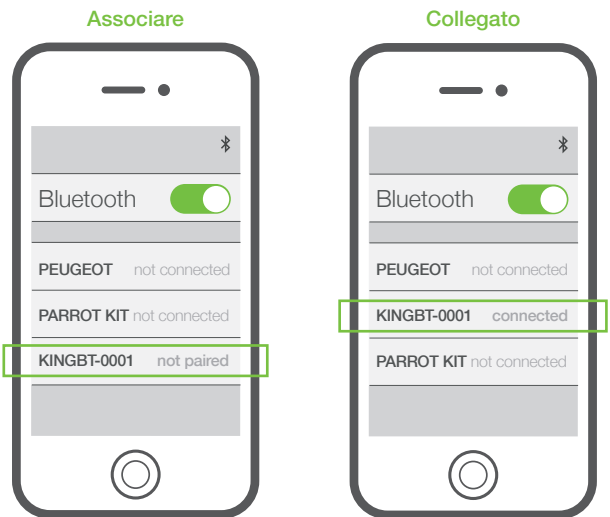 Associare
Bluetooth
PEUGEOT not connected
PARROT KIT not connected
KINGBT-0001 not paired
Collegato
Bluetooth
PEUGEOT not connected
KINGBT-0001 connected
PARROT KIT not connected